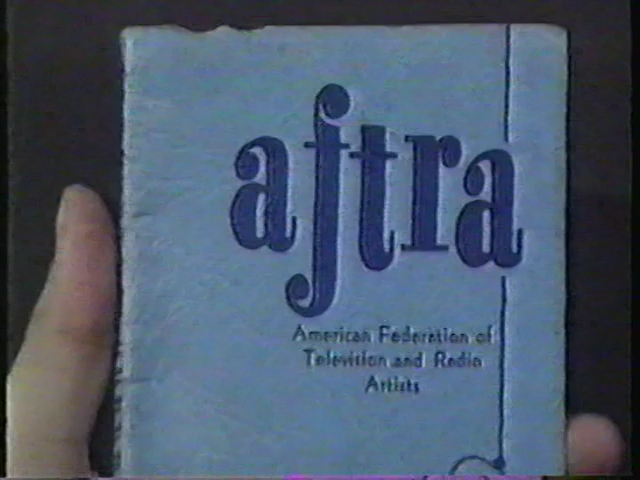 aftra
American Federation of
Television and Radio
Artists